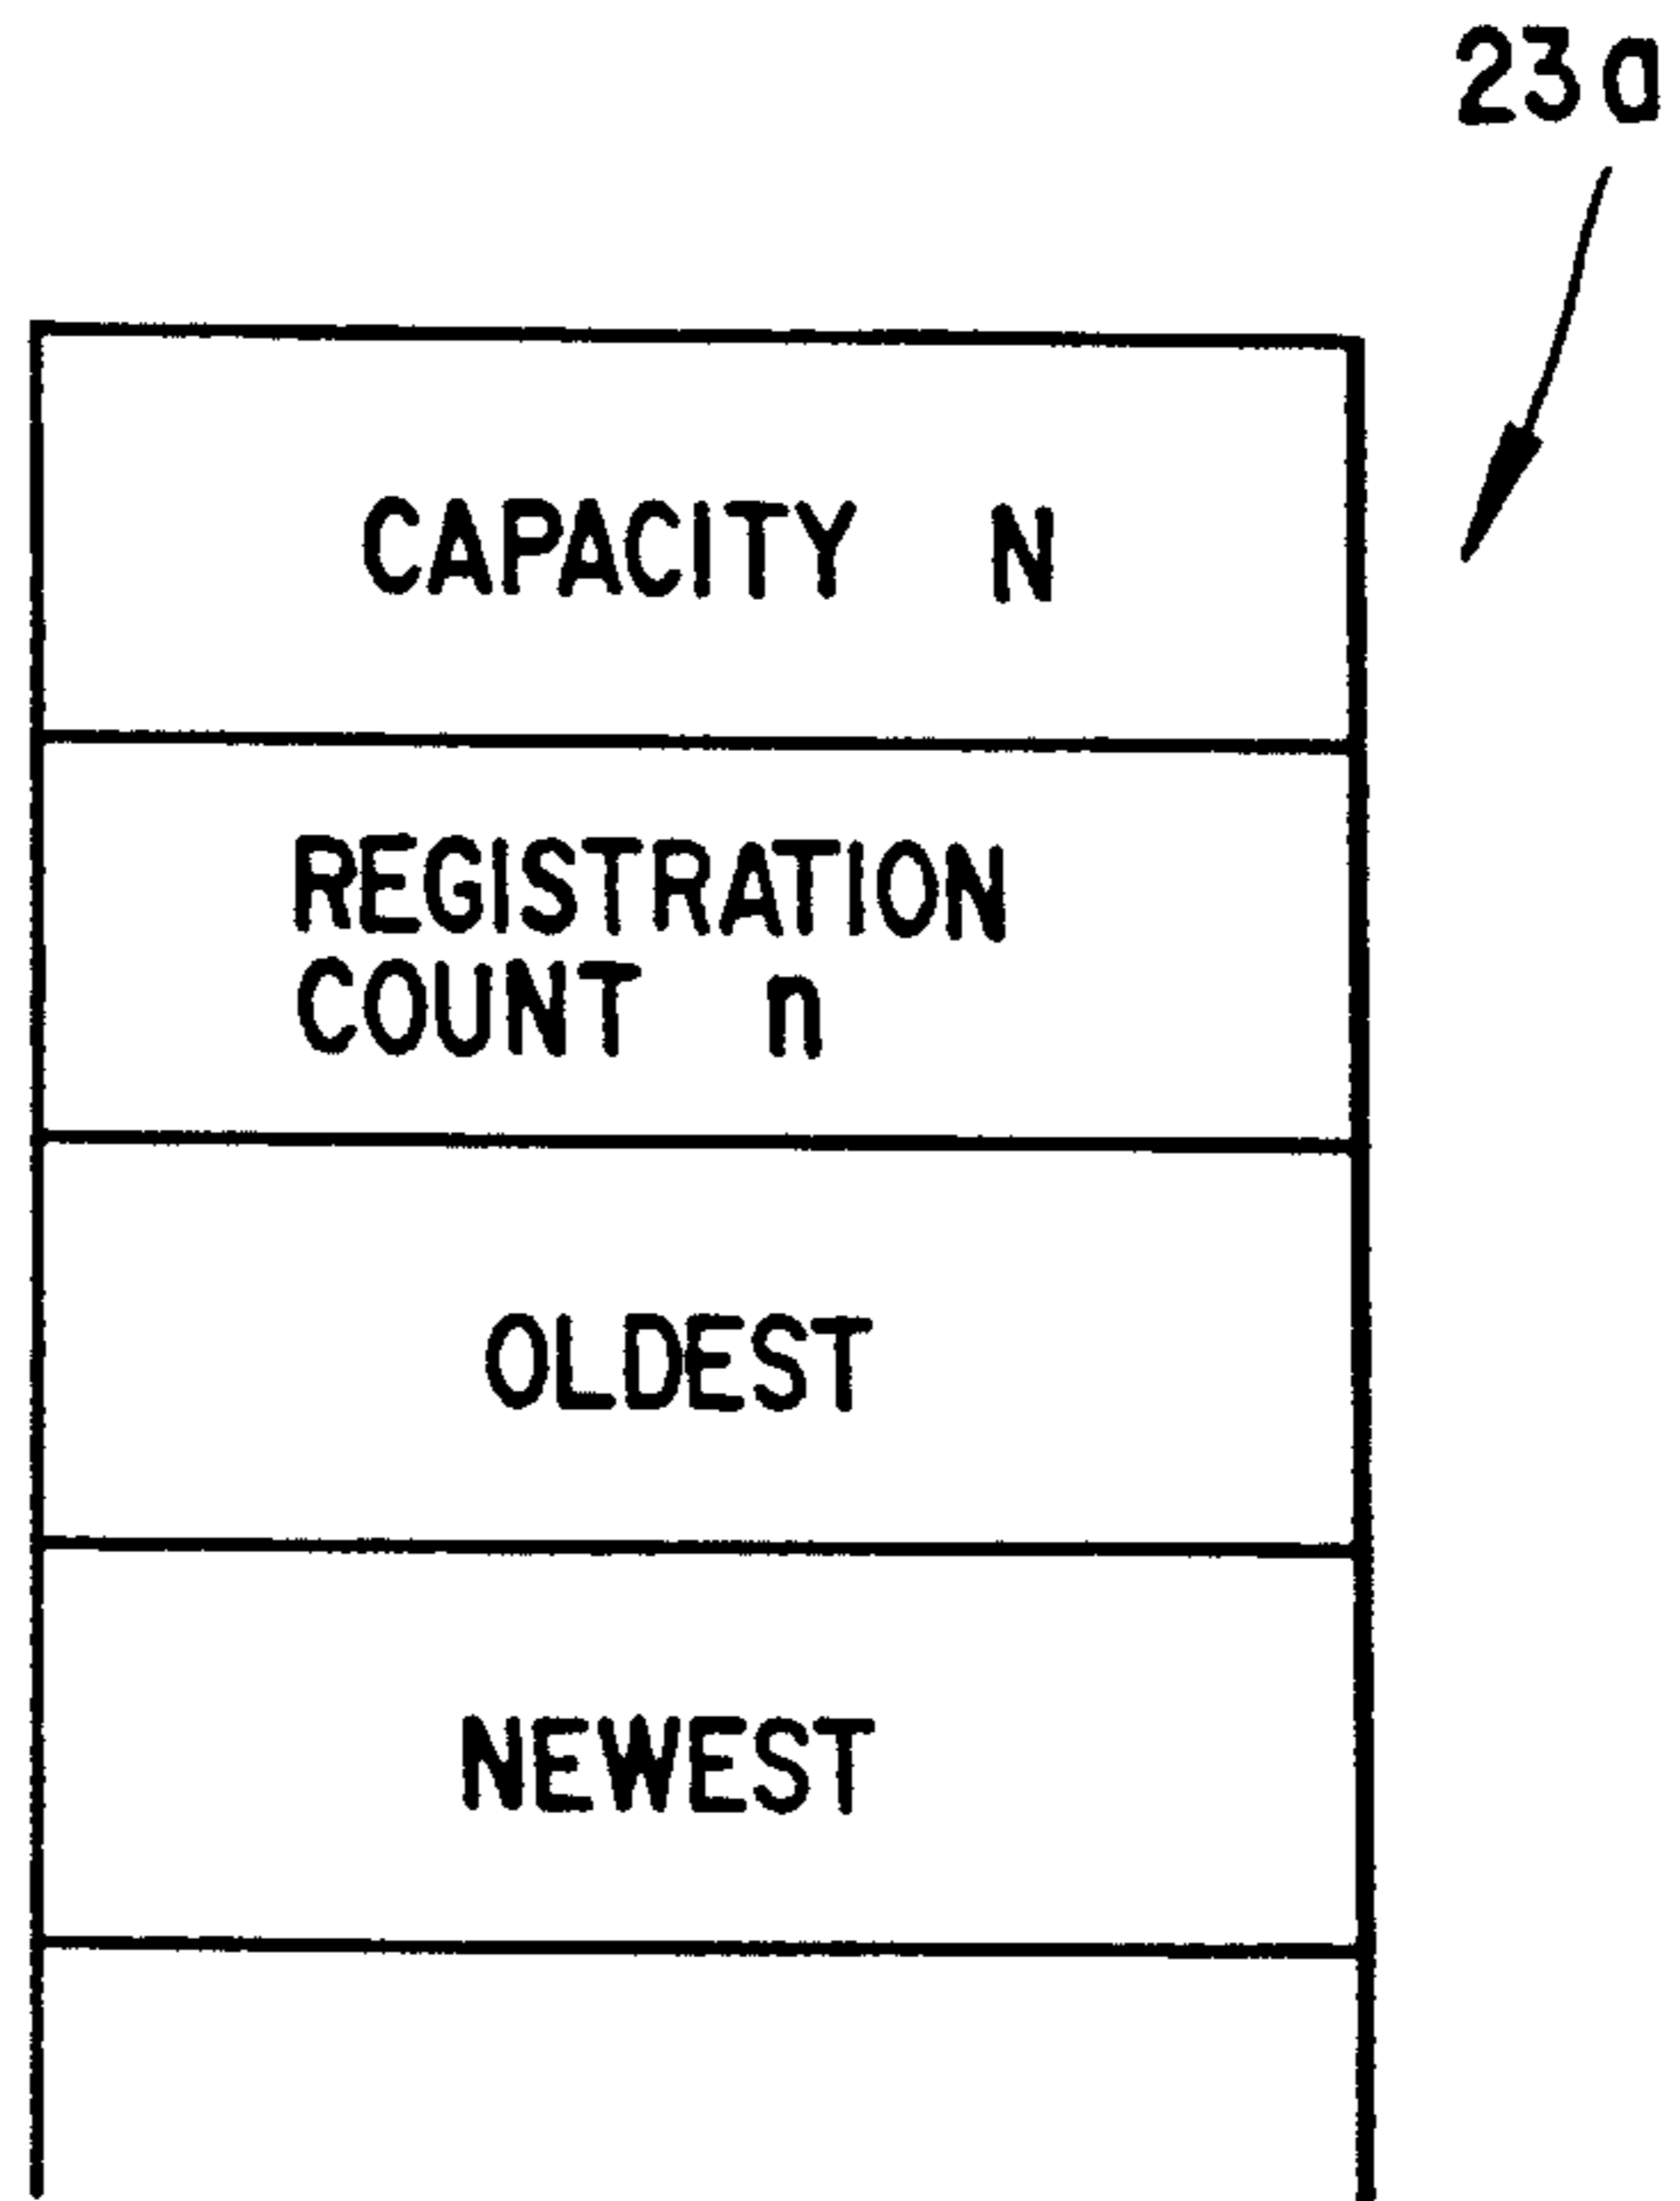 23a
CAPACITY N
REGISTRATION
COUNT n
OLDEST
NEWEST